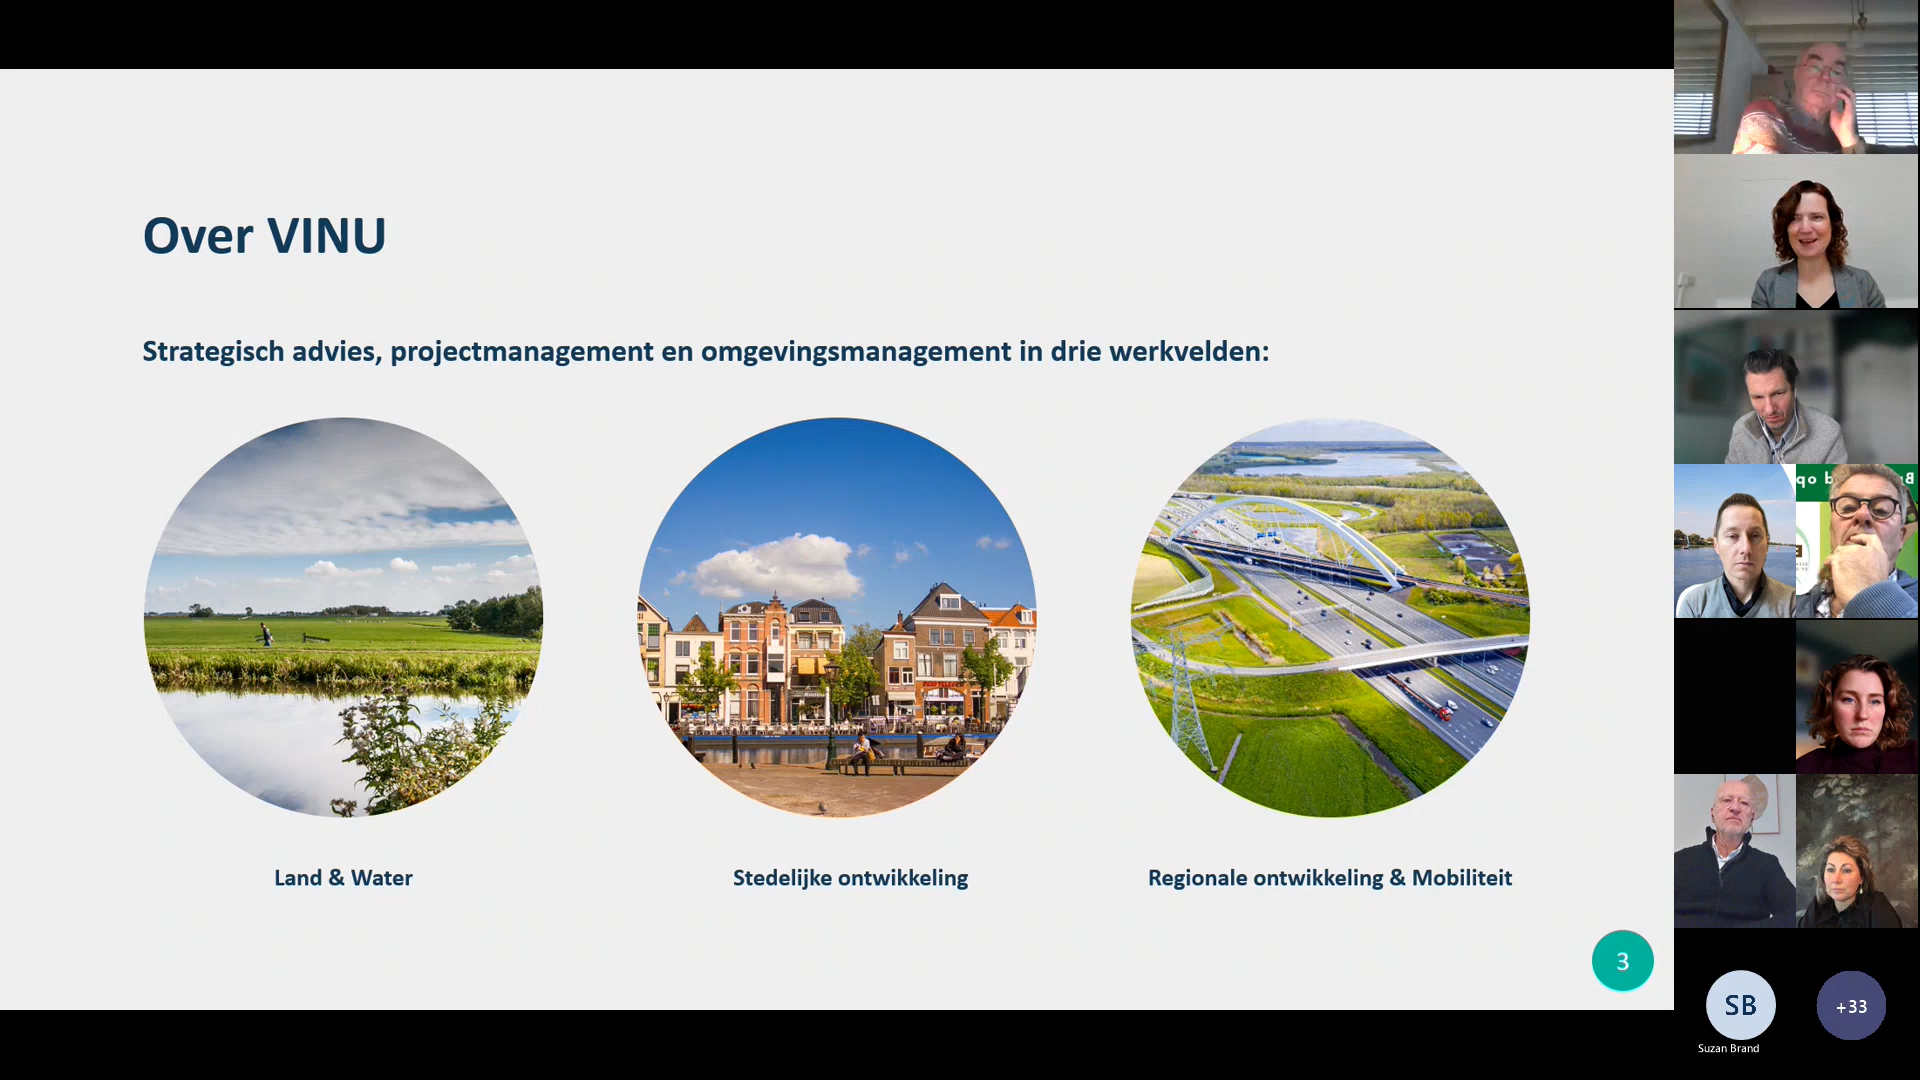 Over VINU
Strategisch advies, projectmanagement en omgevingsmanagement in drie werkvelden:
Land & Water
Stedelijke ontwikkeling
Regionale ontwikkeling & Mobiliteit
3
SB
Suzan Brand
+33